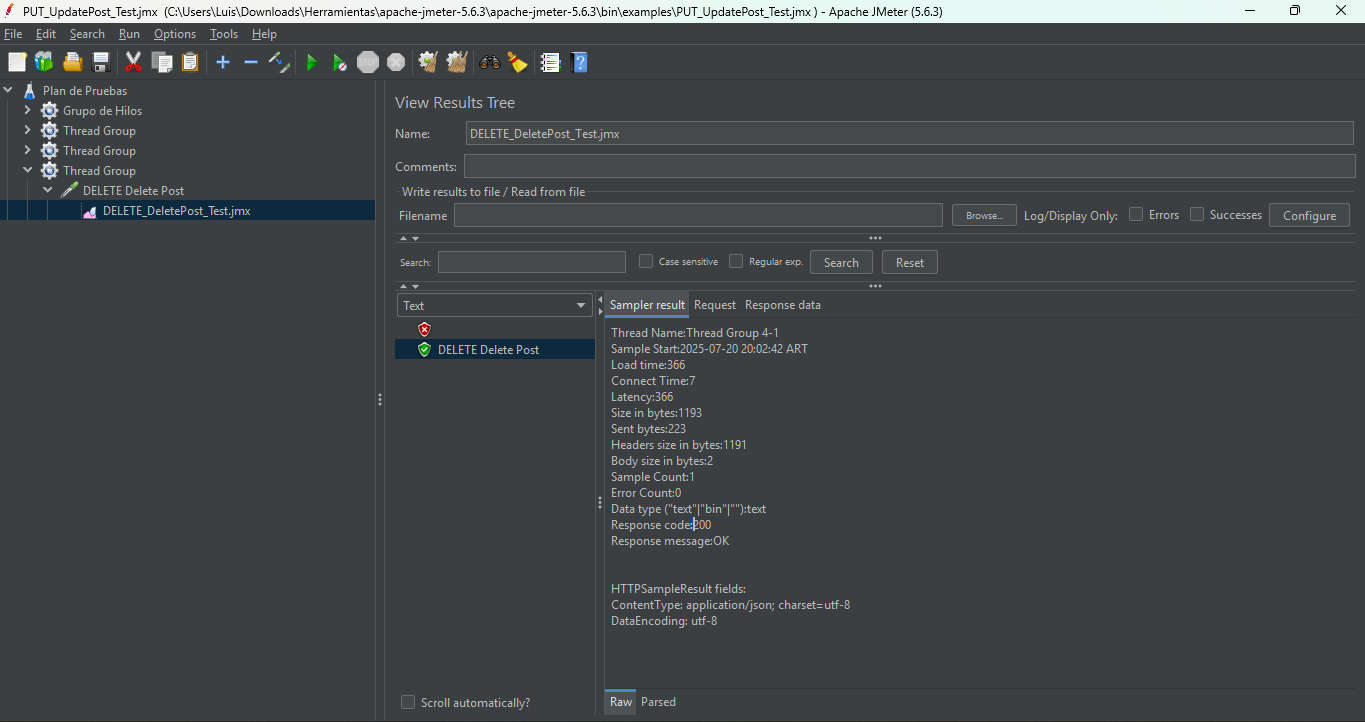 PUT_UpdatePost_Test.jmx (C:\Users\Luis\Downloads\Herramientas\apache-jmeter-5.6.3\apache-jmeter-5.6.3\bin\examples\PUT_UpdatePost_Test.jmx) - Apache JMeter (5.6.3)
File Edit Search Run Options Tools Help
STOP
Plan de Pruebas
Grupo de Hilos
Thread Group
Thread Group
Thread Group
DELETE Delete Post
DELETE_DeletePost_Test.jmx
View Results Tree
Name: DELETE_DeletePost_Test.jmx
Comments:
Write results to file / Read from file
Filename Browse... Log/Display Only: Errors Successes Configure
Search: Case sensitive Regular exp. Search Reset
Text
DELETE Delete Post
Scroll automatically?
Sampler result Request Response data
Thread Name:Thread Group 4-1
Sample Start:2025-07-20 20:02:42 ART
Load time:366
Connect Time:7
Latency:366
Size in bytes:1193
Sent bytes:223
Headers size in bytes:1191
Body size in bytes:2
Sample Count:1
Error Count:0
Data type ("text"|"bin"|""):text
Response code:200
Response message:OK
HTTPSampleResult fields:
ContentType: application/json; charset=utf-8
DataEncoding: utf-8
Raw Parsed